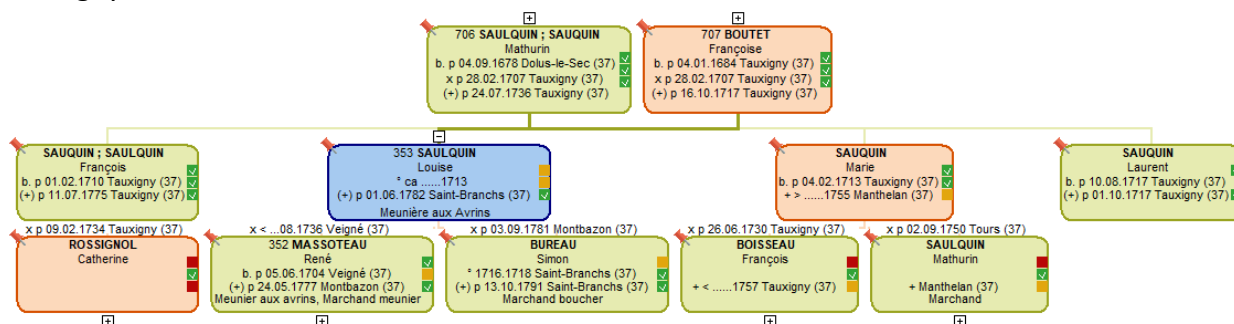 706 SAULQUIN ; SAUQUIN
Mathurin
b. p 04.09.1678 Dolus-le-Sec (37)
x p 28.02.1707 Tauxigny (37)
(+) p 24.07.1736 Tauxigny (37)
707 BOUTET
Françoise
b. p 04.01.1684 Tauxigny (37)
x p 28.02.1707 Tauxigny (37)
(+) p 16.10.1717 Tauxigny (37)
SAUQUIN ; SAULQUIN
François
b. p 01.02.1710 Tauxigny (37)
(+) p 11.07.1775 Tauxigny (37)
353 SAULQUIN
Louise
° ca ......1713
(+) p 01.06.1782 Saint-Branchs (37)
Meunière aux Avrins
SAUQUIN
Marie
b. p 04.02.1713 Tauxigny (37)
+ > ......1755 Manthelan (37)
SAUQUIN
Laurent
b. p 10.08.1717 Tauxigny (37)
(+) p 01.10.1717 Tauxigny (37)
x p 09.02.1734 Tauxigny (37)
x < ...08.1736 Veigné (37)
x p 03.09.1781 Montbazon (37)
x p 26.06.1730 Tauxigny (37)
x p 02.09.1750 Tours (37)
ROSSIGNOL
Catherine
352 MASSOTEAU
René
b. p 05.06.1704 Veigné (37)
(+) p 24.05.1777 Montbazon (37)
Meunier aux avrins, Marchand meunier
BUREAU
Simon
° 1716.1718 Saint-Branchs (37)
(+) p 13.10.1791 Saint-Branchs (37)
Marchand boucher
BOISSEAU
François
+ < ......1757 Tauxigny (37)
SAULQUIN
Mathurin
+ Manthelan (37)
Marchand